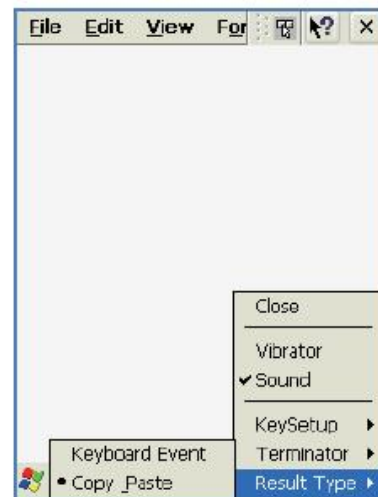 File Edit View For
Close
Vibrator
Sound
KeySetup
Keyboard Event
Terminator
Copy_Paste
Result Type